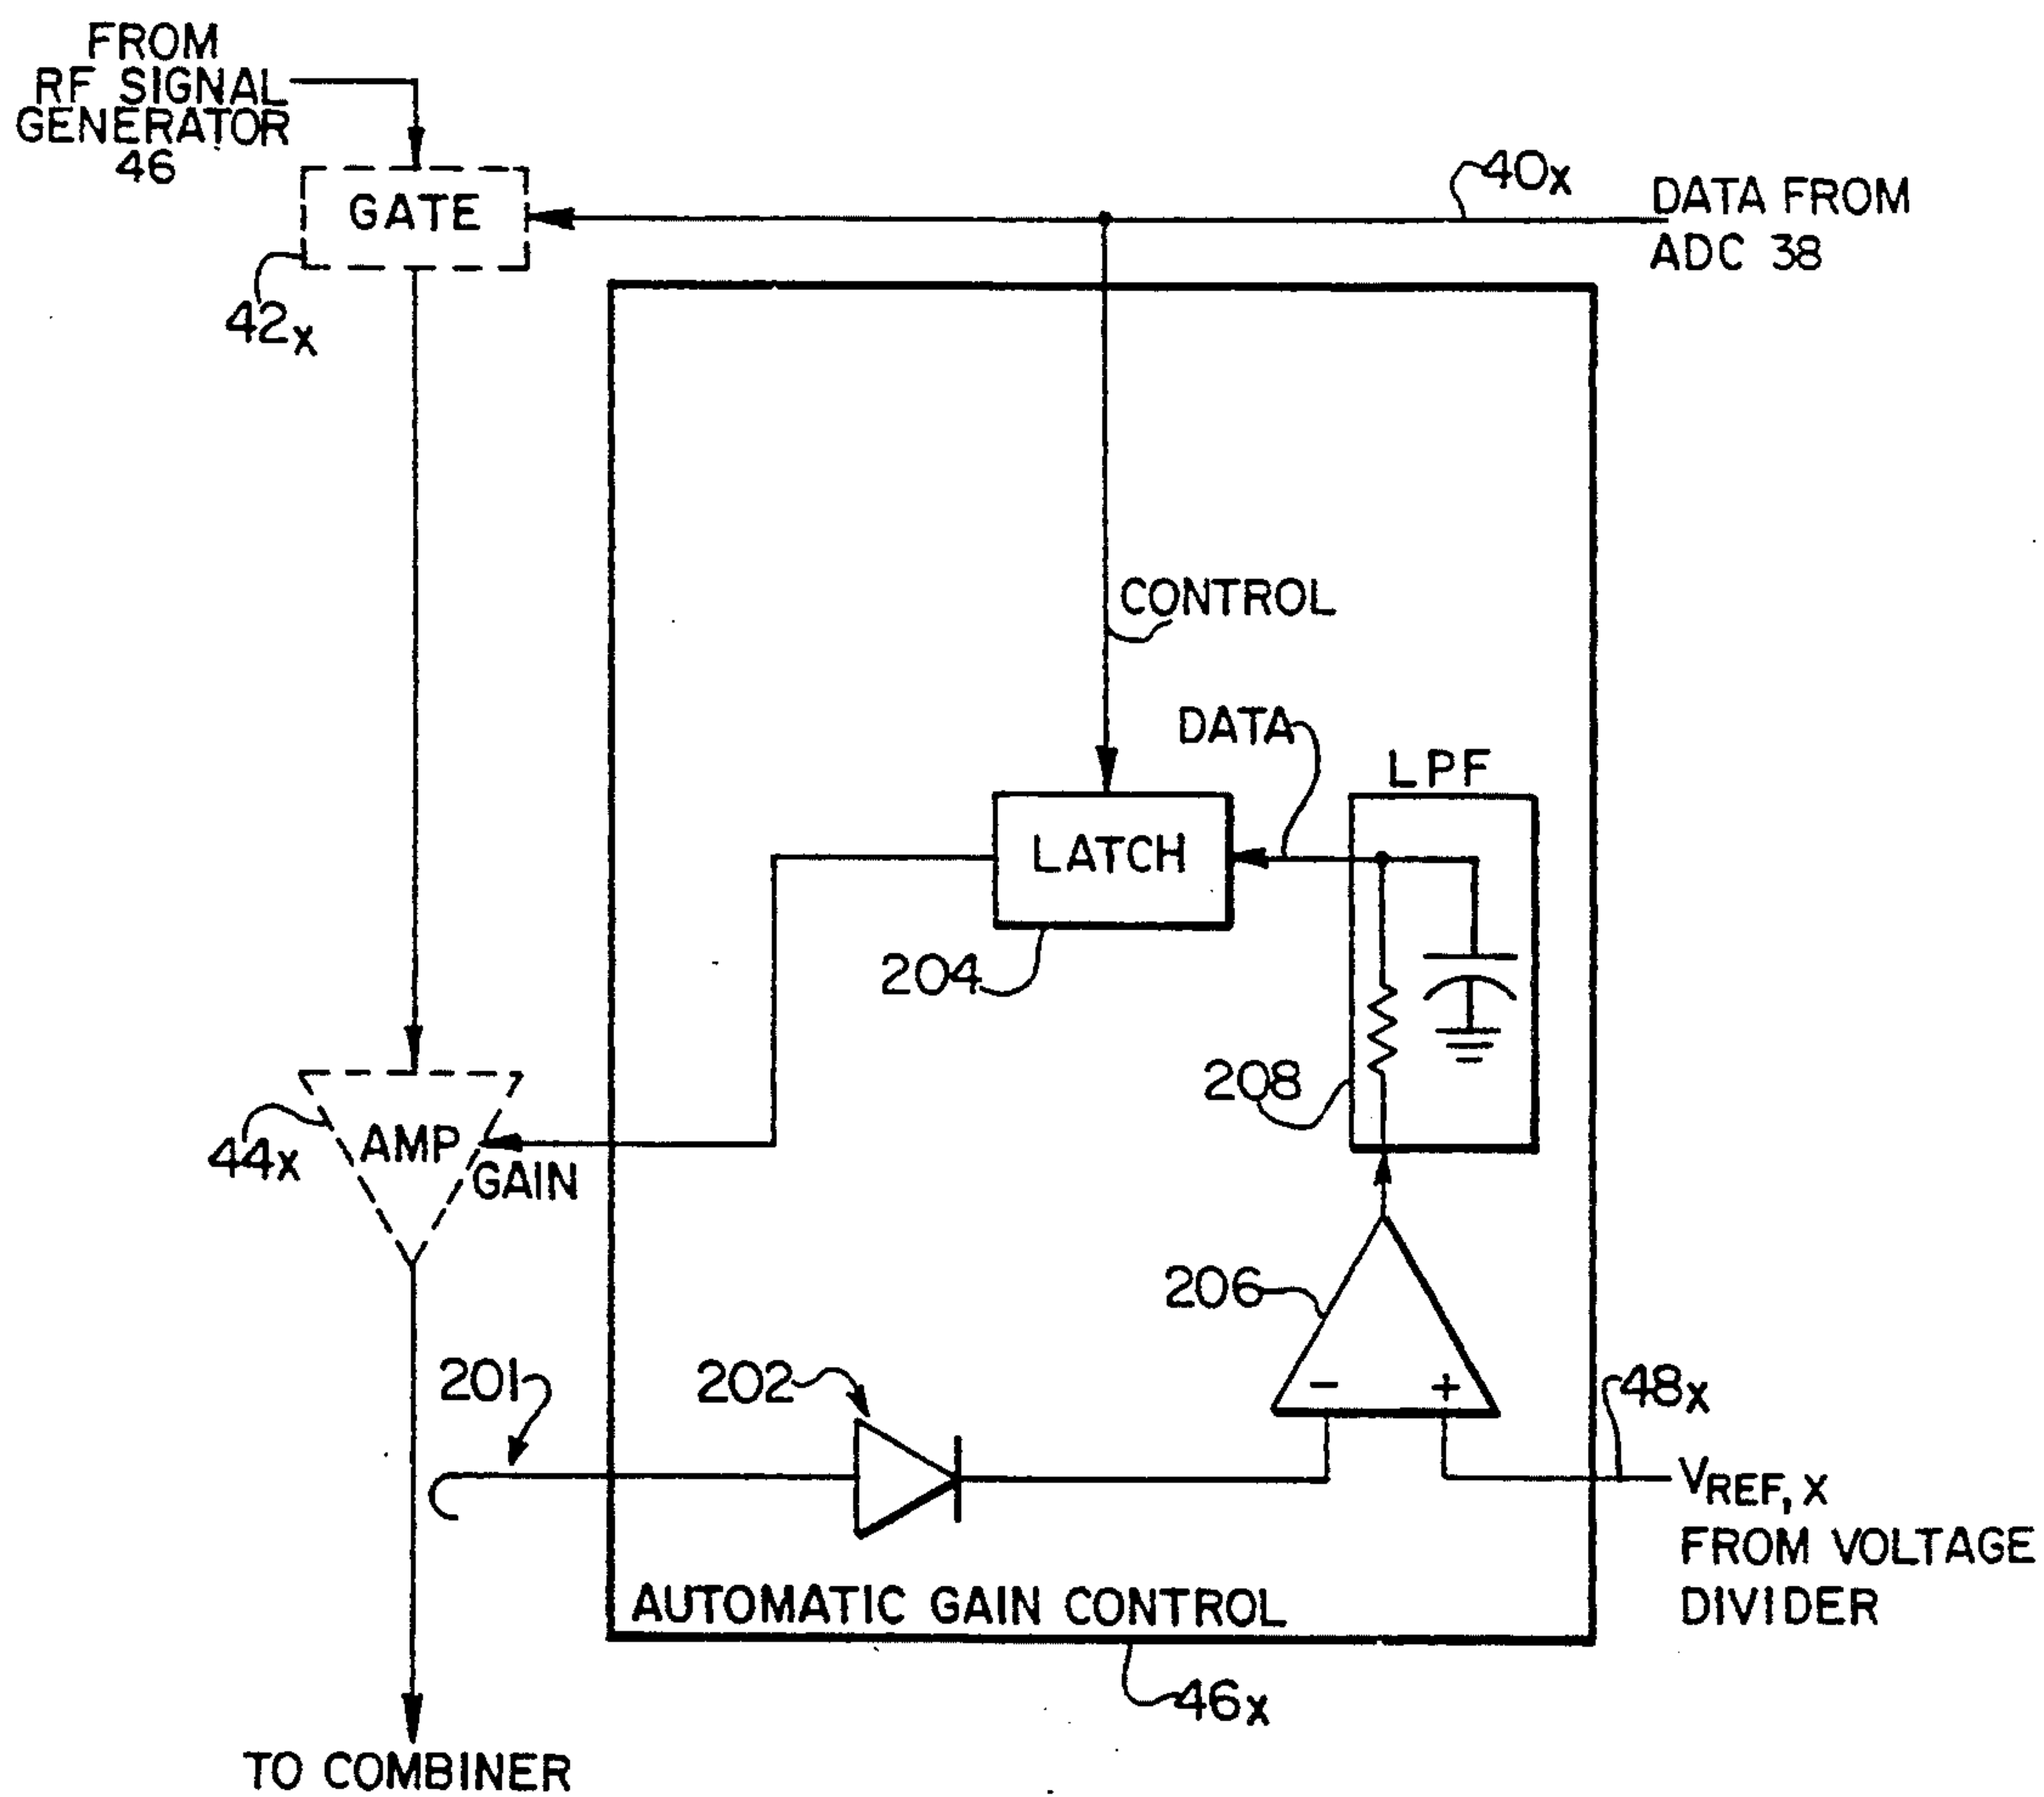 FROM
RF SIGNAL
GENERATOR
46
GATE
42x
40x
DATA FROM
ADC 38
CONTROL
DATA
LPF
LATCH
204
208
AMP
GAIN
44x
206
201
202
- +
48x
VREF, X
FROM VOLTAGE
DIVIDER
AUTOMATIC GAIN CONTROL
46x
TO COMBINER